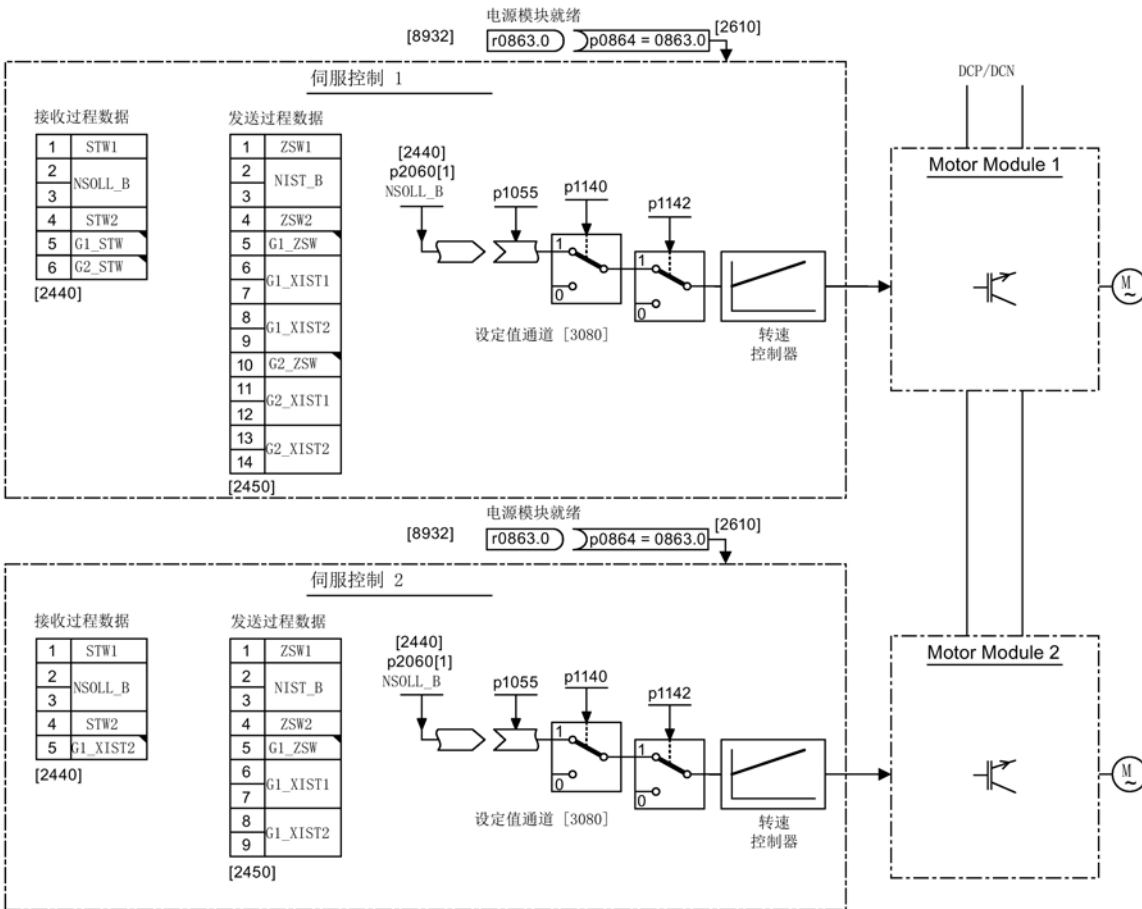 电源模块就绪
[8932] r0863.0 p0864 = 0863.0 [2610]
伺服控制 1
DCP/DCN
接收过程数据
1 STW1
2
3 NSOLL_B
4 STW2
5 G1_STW
6 G2_STW
[2440]
发送过程数据
1 ZSW1
2
3 NIST_B
4 ZSW2
5 G1_ZSW
6
7 G1_XIST1
8
9 G1_XIST2
10 G2_ZSW
11
12 G2_XIST1
13
14 G2_XIST2
[2450]
[2440]
p2060[1]
NSOLL_B
p1055
p1140
p1142
1
0
1
0
设定值通道 [3080]
转速
控制器
Motor Module 1
M
~
电源模块就绪
[8932] r0863.0 p0864 = 0863.0 [2610]
伺服控制 2
接收过程数据
1 STW1
2
3 NSOLL_B
4 STW2
5 G1_XIST2
[2440]
发送过程数据
1 ZSW1
2
3 NIST_B
4 ZSW2
5 G1_ZSW
6
7 G1_XIST1
8
9 G1_XIST2
[2450]
[2440]
p2060[1]
NSOLL_B
p1055
p1140
p1142
1
0
1
0
设定值通道 [3080]
转速
控制器
Motor Module 2
M
~